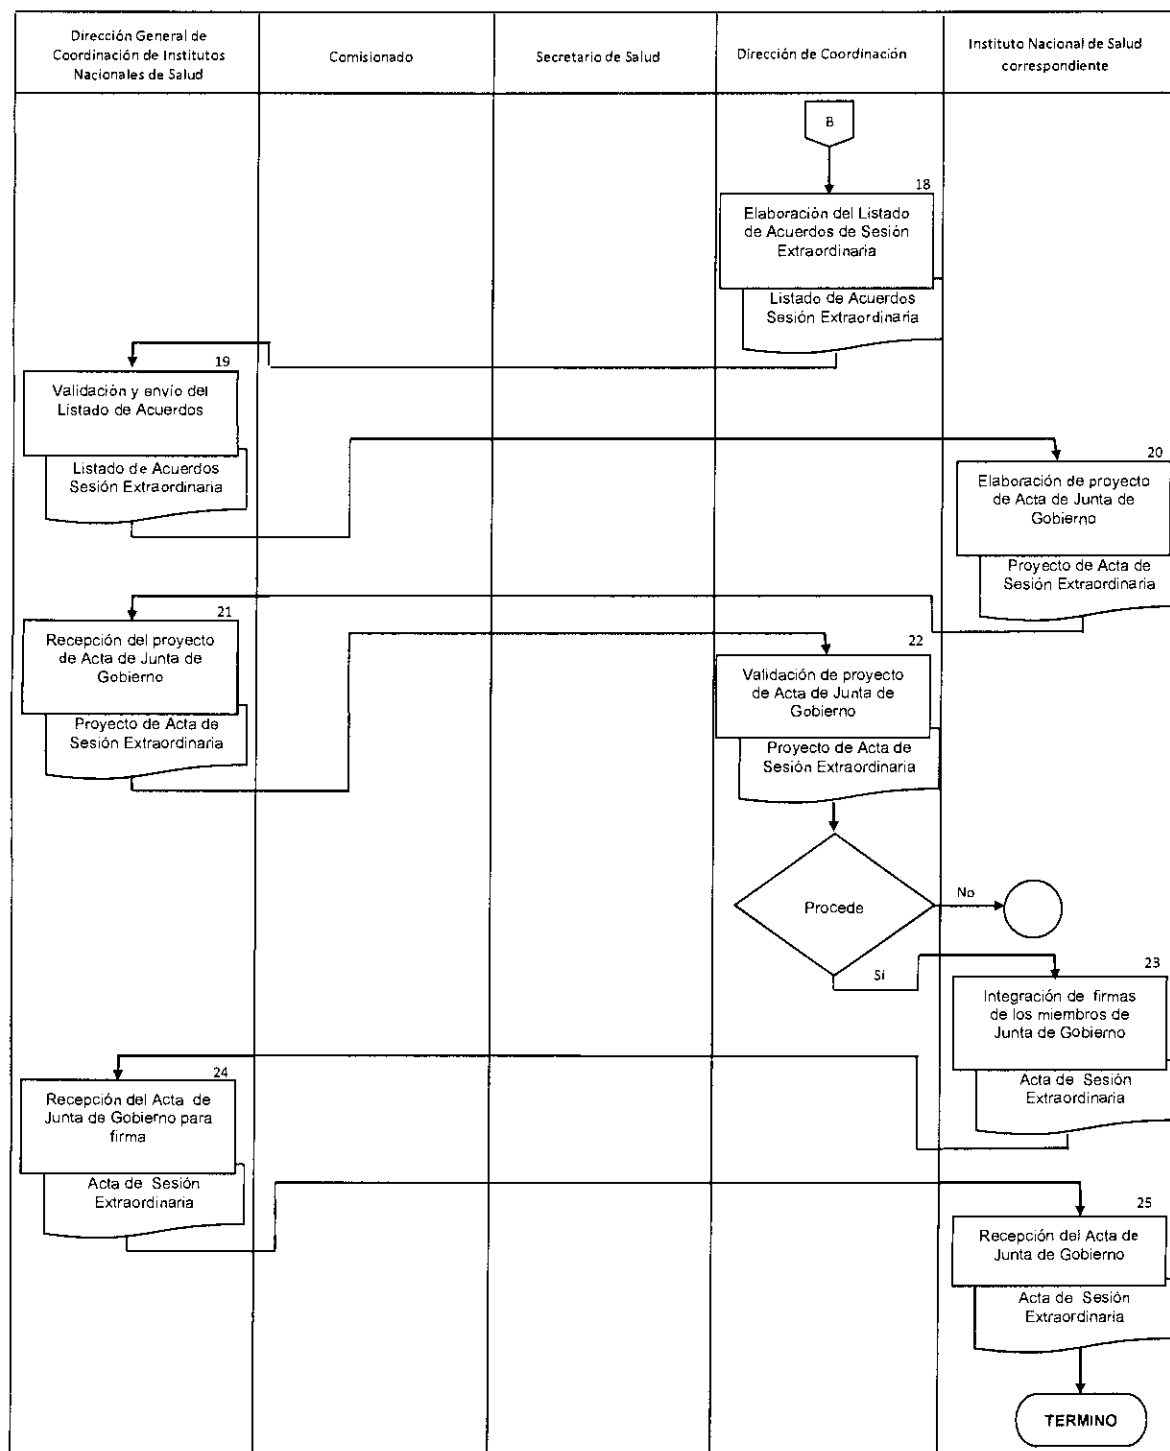 Dirección General de
Coordinación de Institutos
Nacionales de Salud
Comisionado
Secretario de Salud
Dirección de Coordinación
Instituto Nacional de Salud
correspondiente
B
18
Elaboración del Listado
de Acuerdos de Sesión
Extraordinaria
Listado de Acuerdos
Sesión Extraordinaria
19
Validación y envío del
Listado de Acuerdos
Listado de Acuerdos
Sesión Extraordinaria
20
Elaboración de proyecto
de Acta de Junta de
Gobierno
Proyecto de Acta de
Sesión Extraordinaria
21
Recepción del proyecto
de Acta de Junta de
Gobierno
Proyecto de Acta de
Sesión Extraordinaria
22
Validación de proyecto
de Acta de Junta de
Gobierno
Proyecto de Acta de
Sesión Extraordinaria
Procede
No
Si
23
Integración de firmas
de los miembros de
Junta de Gobierno
Acta de Sesión
Extraordinaria
24
Recepción del Acta de
Junta de Gobierno para
firma
Acta de Sesión
Extraordinaria
25
Recepción del Acta de
Junta de Gobierno
Acta de Sesión
Extraordinaria
TERMINO